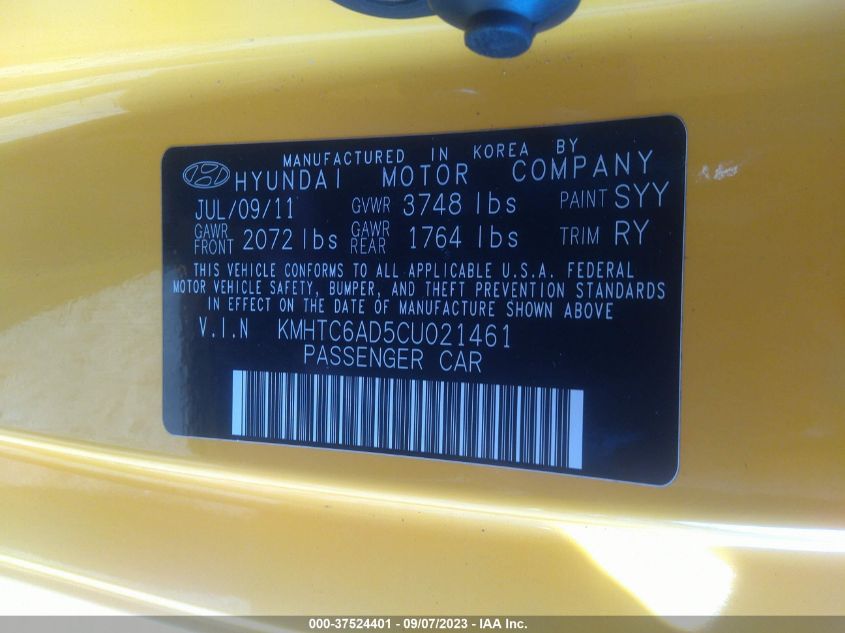 MANUFACTURED IN KOREA BY
HYUNDAI MOTOR COMPANY
JUL/09/11 GVWR 3748 lbs PAINT SYY
GAWR FRONT 2072 lbs GAWR REAR 1764 lbs TRIM RY
THIS VEHICLE CONFORMS TO ALL APPLICABLE U.S.A. FEDERAL
MOTOR VEHICLE SAFETY, BUMPER, AND THEFT PREVENTION STANDARDS
IN EFFECT ON THE DATE OF MANUFACTURE SHOWN ABOVE
V.I.N KMHTC6AD5CU021461
PASSENGER CAR
000-37524401 - 09/07/2023 - IAA Inc.